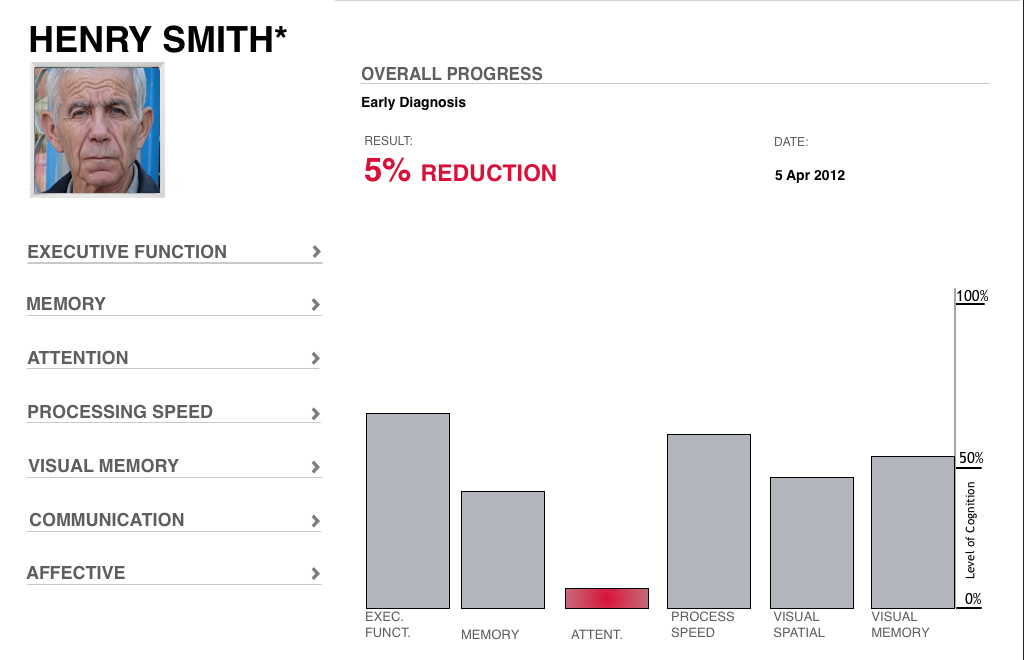 HENRY SMITH*
OVERALL PROGRESS
Early Diagnosis
RESULT:
DATE:
5% REDUCTION
5 Apr 2012
EXECUTIVE FUNCTION
MEMORY
ATTENTION
PROCESSING SPEED
VISUAL MEMORY
COMMUNICATION
AFFECTIVE
100%
50%
Level of Cognition
0%
EXEC.
FUNCT.
MEMORY
ATTENT.
PROCESS
SPEED
VISUAL
SPATIAL
VISUAL
MEMORY